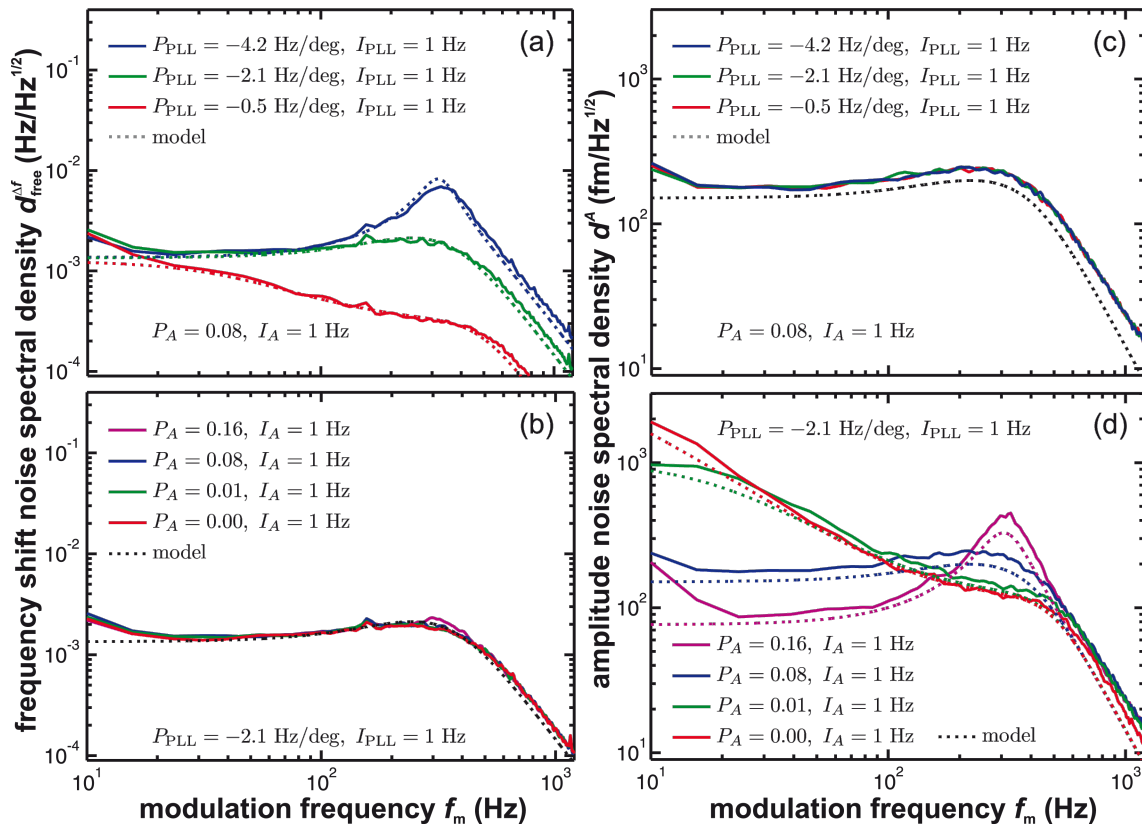 frequency shift noise spectral density d^Δf_free (Hz/Hz^1/2)
10^-1
10^-2
10^-3
10^-4
(a)
P_PLL = −4.2 Hz/deg, I_PLL = 1 Hz
P_PLL = −2.1 Hz/deg, I_PLL = 1 Hz
P_PLL = −0.5 Hz/deg, I_PLL = 1 Hz
model
P_A = 0.08, I_A = 1 Hz
10^-1
10^-2
10^-3
10^-4
(b)
P_A = 0.16, I_A = 1 Hz
P_A = 0.08, I_A = 1 Hz
P_A = 0.01, I_A = 1 Hz
P_A = 0.00, I_A = 1 Hz
model
P_PLL = −2.1 Hz/deg, I_PLL = 1 Hz
10^1 10^2 10^3
modulation frequency f_m (Hz)
amplitude noise spectral density d^A (fm/Hz^1/2)
10^3
10^2
10^1
(c)
P_PLL = −4.2 Hz/deg, I_PLL = 1 Hz
P_PLL = −2.1 Hz/deg, I_PLL = 1 Hz
P_PLL = −0.5 Hz/deg, I_PLL = 1 Hz
model
P_A = 0.08, I_A = 1 Hz
10^3
10^2
10^1
P_PLL = −2.1 Hz/deg, I_PLL = 1 Hz
(d)
P_A = 0.16, I_A = 1 Hz
P_A = 0.08, I_A = 1 Hz
P_A = 0.01, I_A = 1 Hz
P_A = 0.00, I_A = 1 Hz model
10^1 10^2 10^3
modulation frequency f_m (Hz)